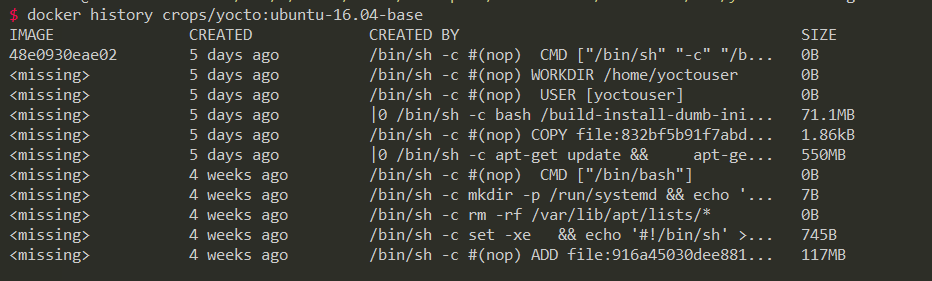 $ docker history crops/yocto:ubuntu-16.04-base
IMAGE CREATED CREATED BY SIZE
48e0930eae02 5 days ago /bin/sh -c #(nop) CMD ["/bin/sh" "-c" "/b... 0B
<missing> 5 days ago /bin/sh -c #(nop) WORKDIR /home/yoctouser 0B
<missing> 5 days ago /bin/sh -c #(nop) USER [yoctouser] 0B
<missing> 5 days ago |0 /bin/sh -c bash /build-install-dumb-ini... 71.1MB
<missing> 5 days ago /bin/sh -c #(nop) COPY file:832bf5b91f7abd... 1.86kB
<missing> 5 days ago |0 /bin/sh -c apt-get update && apt-ge... 550MB
<missing> 4 weeks ago /bin/sh -c #(nop) CMD ["/bin/bash"] 0B
<missing> 4 weeks ago /bin/sh -c mkdir -p /run/systemd && echo '... 7B
<missing> 4 weeks ago /bin/sh -c rm -rf /var/lib/apt/lists/* 0B
<missing> 4 weeks ago /bin/sh -c set -xe && echo '#!/bin/sh' >... 745B
<missing> 4 weeks ago /bin/sh -c #(nop) ADD file:916a45030dee881... 117MB